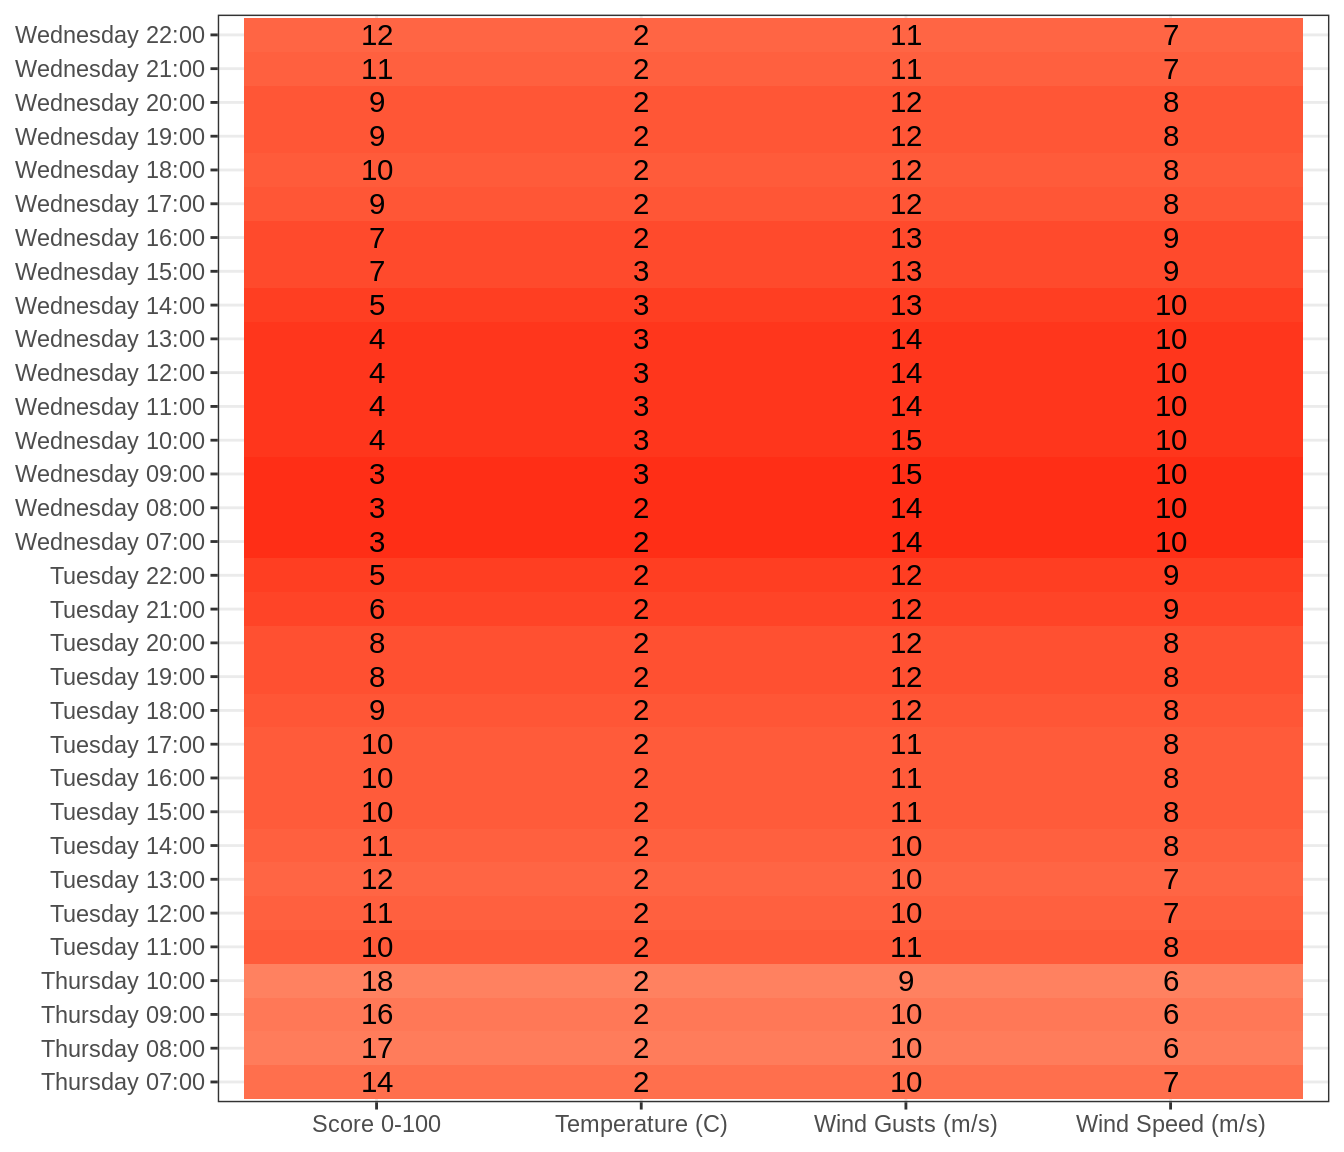 Wednesday 22:00 12 2 11 7
Wednesday 21:00 11 2 11 7
Wednesday 20:00 9 2 12 8
Wednesday 19:00 9 2 12 8
Wednesday 18:00 10 2 12 8
Wednesday 17:00 9 2 12 8
Wednesday 16:00 7 2 13 9
Wednesday 15:00 7 3 13 9
Wednesday 14:00 5 3 13 10
Wednesday 13:00 4 3 14 10
Wednesday 12:00 4 3 14 10
Wednesday 11:00 4 3 14 10
Wednesday 10:00 4 3 15 10
Wednesday 09:00 3 3 15 10
Wednesday 08:00 3 2 14 10
Wednesday 07:00 3 2 14 10
Tuesday 22:00 5 2 12 9
Tuesday 21:00 6 2 12 9
Tuesday 20:00 8 2 12 8
Tuesday 19:00 8 2 12 8
Tuesday 18:00 9 2 12 8
Tuesday 17:00 10 2 11 8
Tuesday 16:00 10 2 11 8
Tuesday 15:00 10 2 11 8
Tuesday 14:00 11 2 10 8
Tuesday 13:00 12 2 10 7
Tuesday 12:00 11 2 10 7
Tuesday 11:00 10 2 11 8
Thursday 10:00 18 2 9 6
Thursday 09:00 16 2 10 6
Thursday 08:00 17 2 10 6
Thursday 07:00 14 2 10 7
Score 0-100 Temperature (C) Wind Gusts (m/s) Wind Speed (m/s)